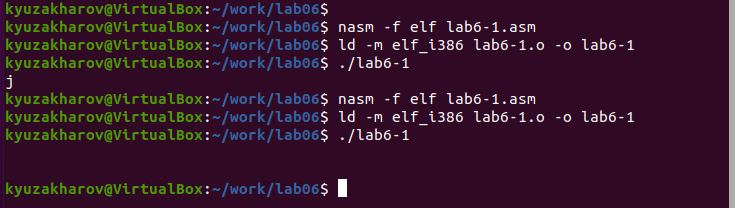 kyuzakharov@VirtualBox:~/work/lab06$
kyuzakharov@VirtualBox:~/work/lab06$ nasm -f elf lab6-1.asm
kyuzakharov@VirtualBox:~/work/lab06$ ld -m elf_i386 lab6-1.o -o lab6-1
kyuzakharov@VirtualBox:~/work/lab06$ ./lab6-1
j
kyuzakharov@VirtualBox:~/work/lab06$ nasm -f elf lab6-1.asm
kyuzakharov@VirtualBox:~/work/lab06$ ld -m elf_i386 lab6-1.o -o lab6-1
kyuzakharov@VirtualBox:~/work/lab06$ ./lab6-1
kyuzakharov@VirtualBox:~/work/lab06$